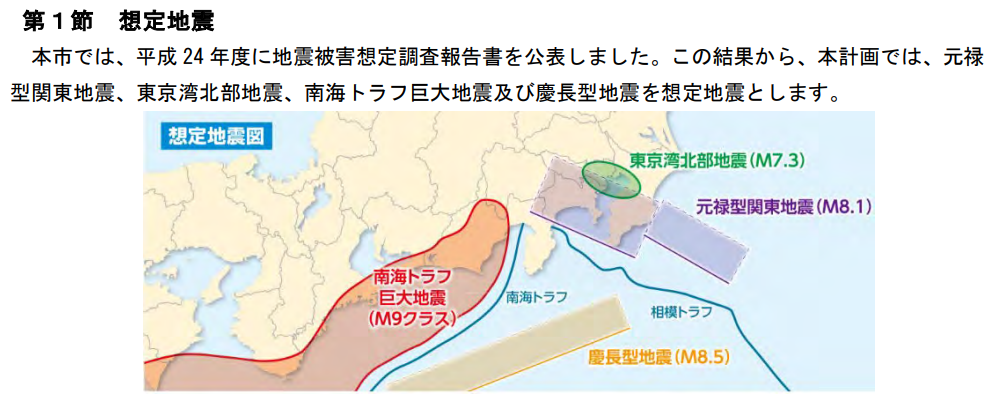 第１節　想定地震
本市では、平成 24 年度に地震被害想定調査報告書を公表しました。この結果から、本計画では、元禄
型関東地震、東京湾北部地震、南海トラフ巨大地震及び慶長型地震を想定地震とします。
想定地震図
東京湾北部地震(M7.3)
元禄型関東地震(M8.1)
南海トラフ
巨大地震
(M9クラス)
南海トラフ
相模トラフ
慶長型地震(M8.5)